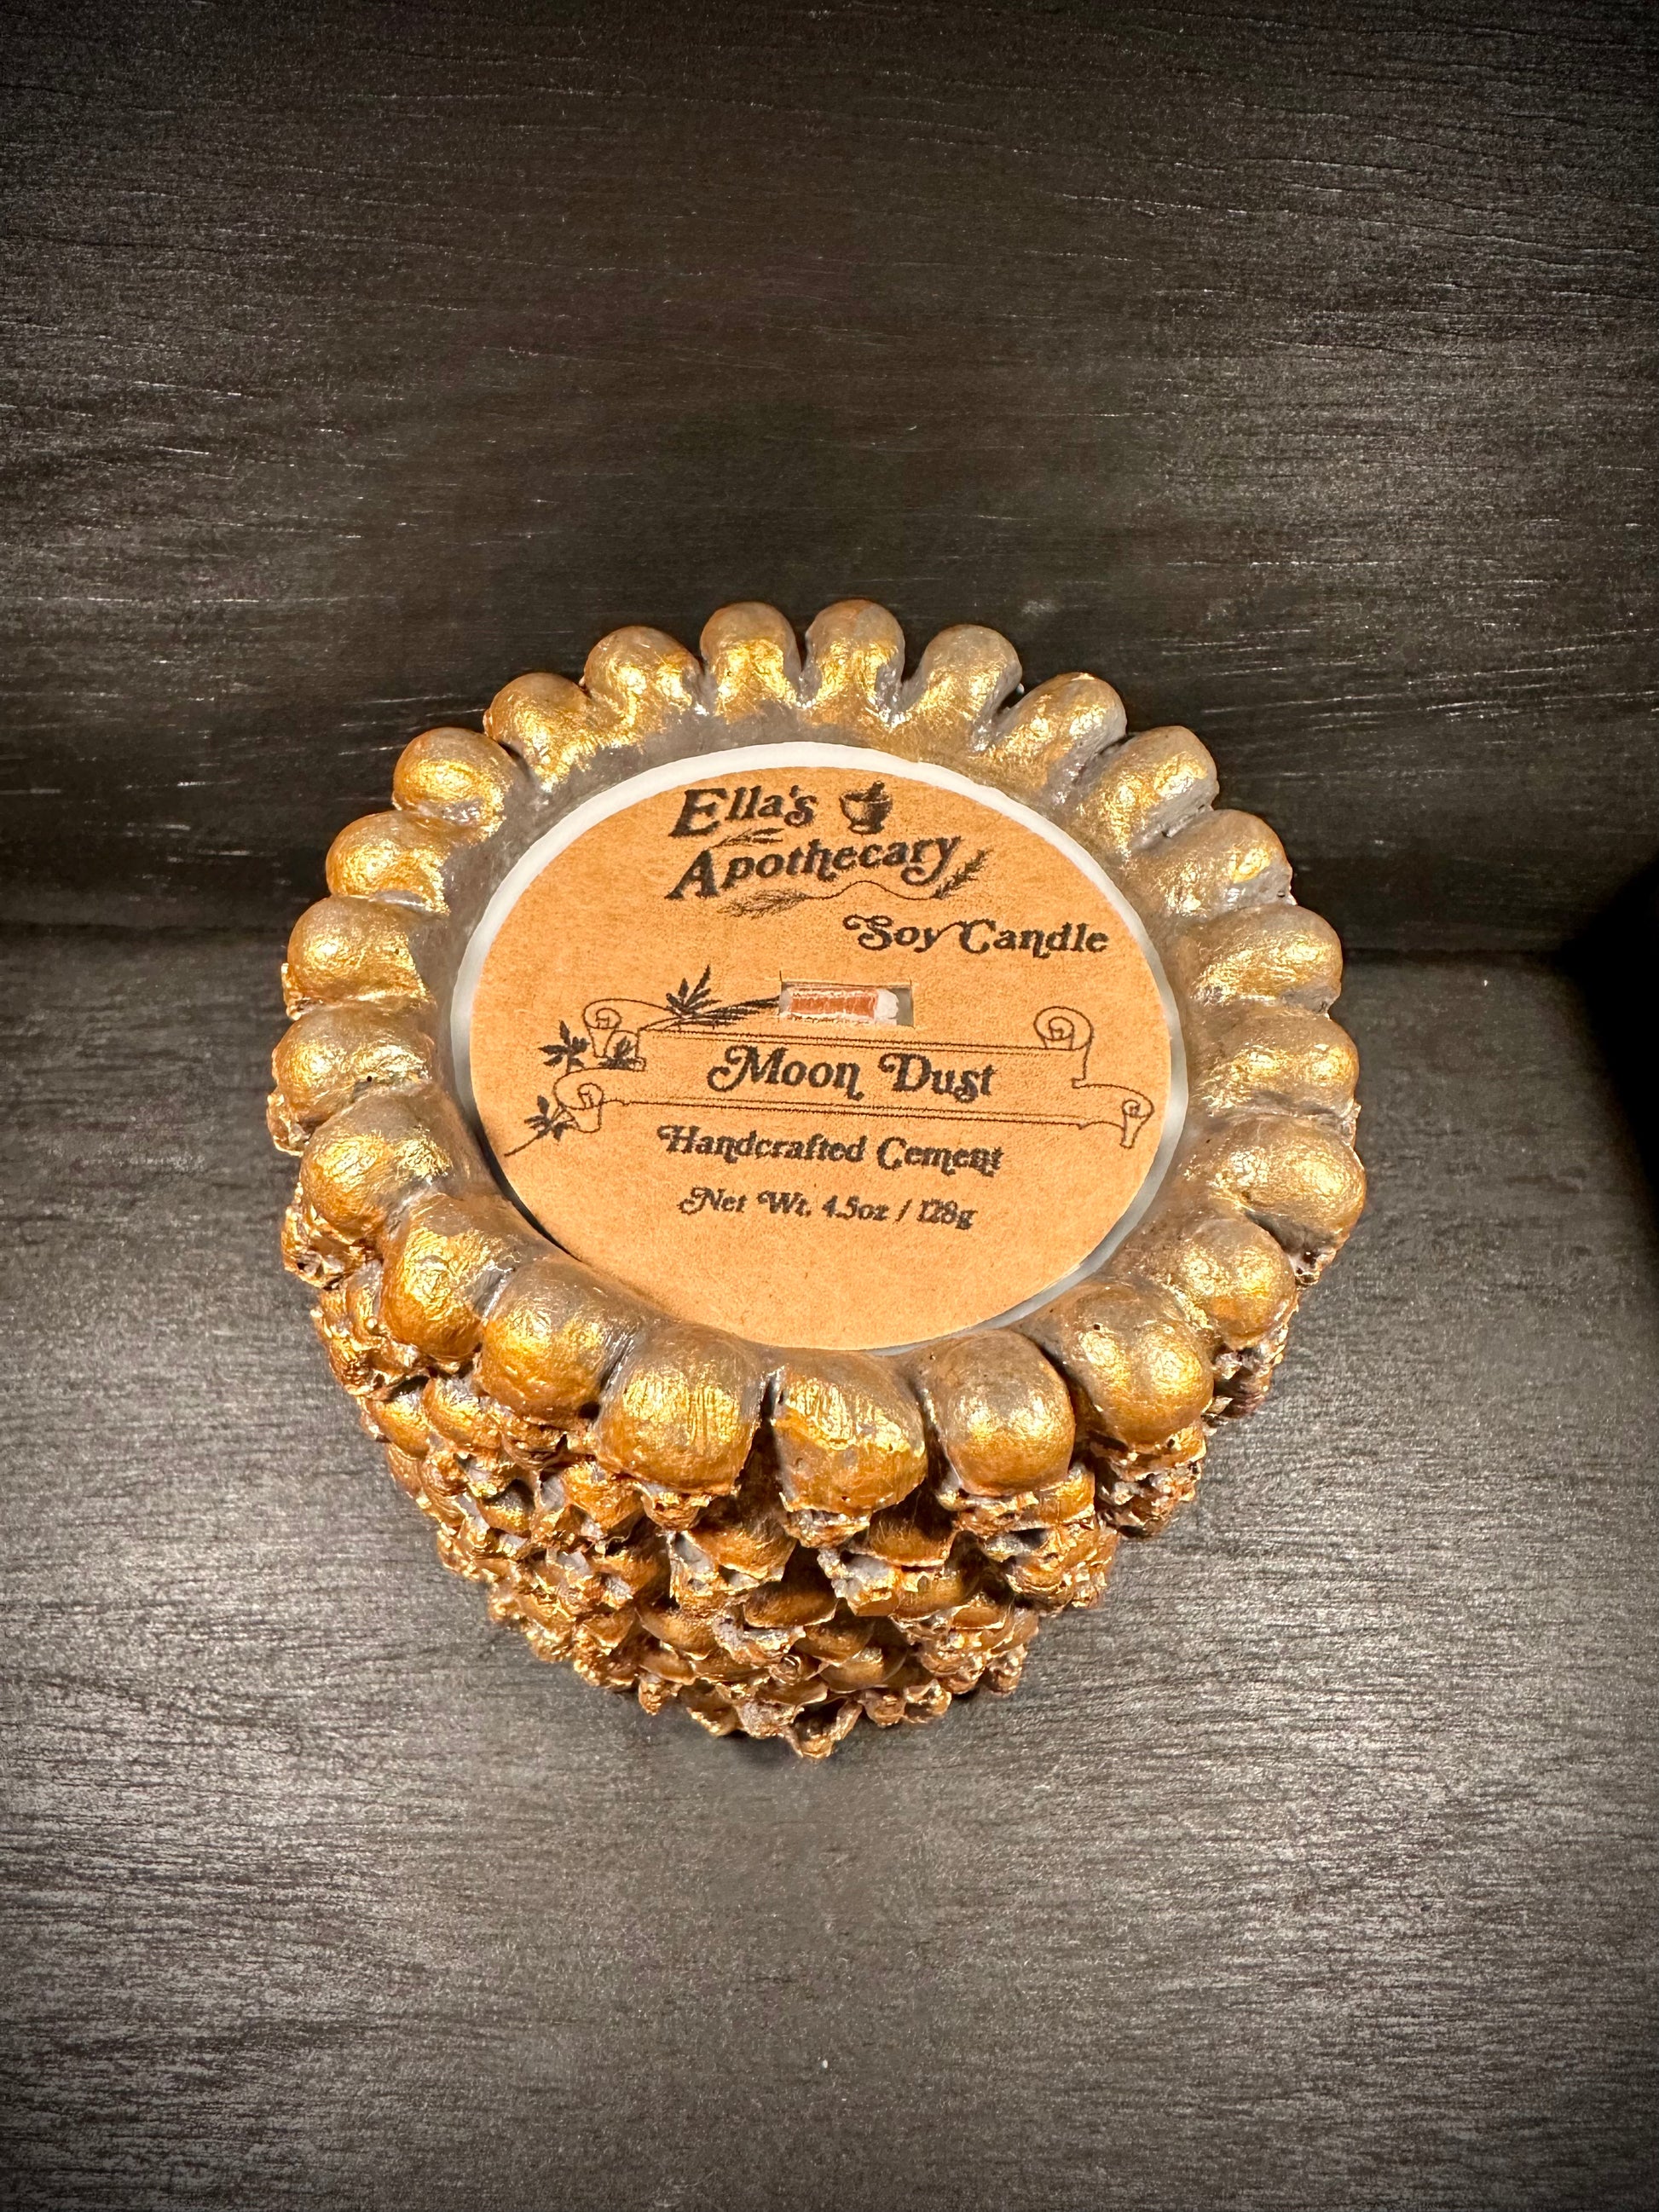 Ella's
Apothecary
Soy Candle
Moon Dust
Handcrafted Cement
Net Wt. 4.5oz / 128g